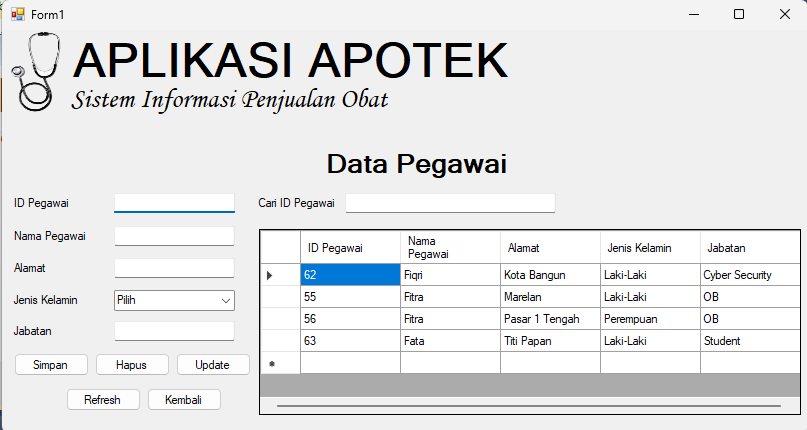 Form1
APLIKASI APOTEK
Sistem Informasi Penjualan Obat
Data Pegawai
ID Pegawai
Cari ID Pegawai
Nama Pegawai
Alamat
Jenis Kelamin Pilih
Jabatan
Simpan Hapus Update
Refresh Kembali
ID Pegawai Nama Pegawai Alamat Jenis Kelamin Jabatan
62 Fiqri Kota Bangun Laki-Laki Cyber Security
55 Fitra Marelan Laki-Laki OB
56 Fitra Pasar 1 Tengah Perempuan OB
63 Fata Titi Papan Laki-Laki Student